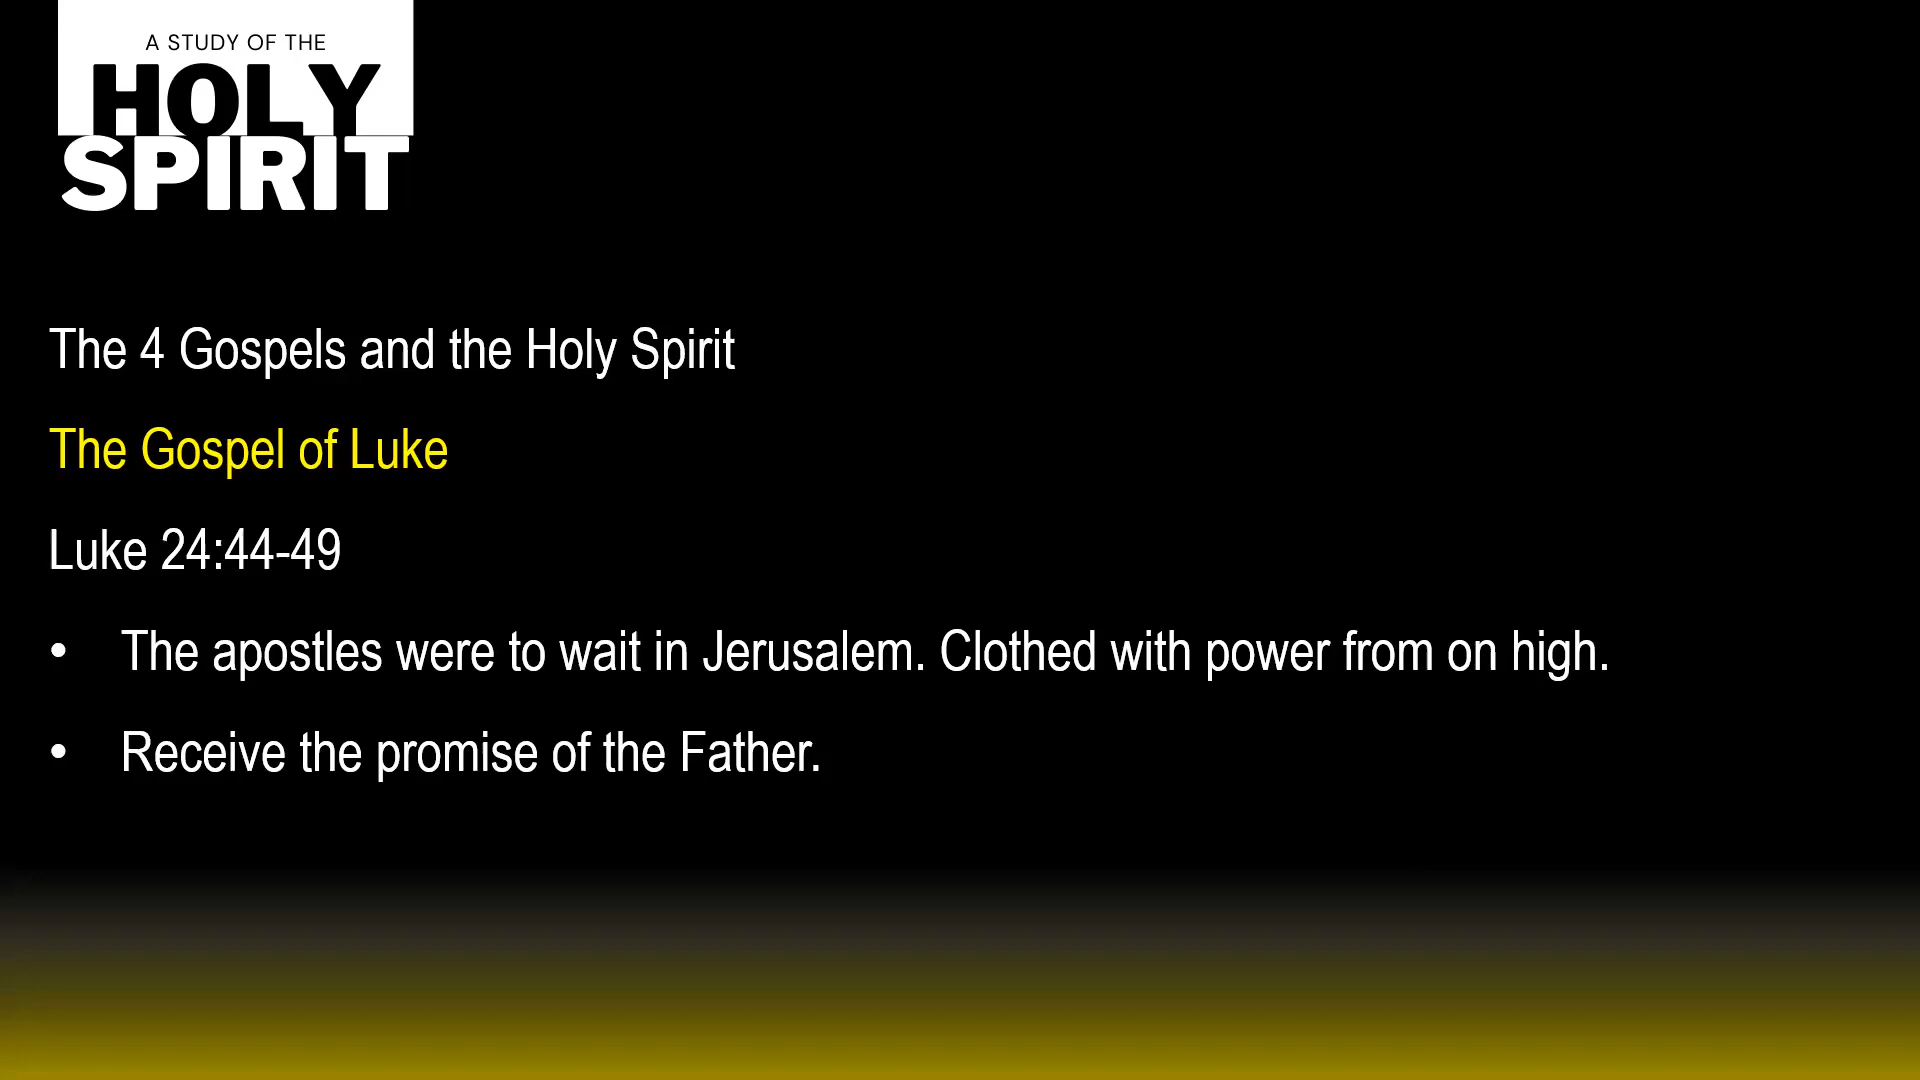 A STUDY OF THE
HOLY
SPIRIT
The 4 Gospels and the Holy Spirit
The Gospel of Luke
Luke 24:44-49
• The apostles were to wait in Jerusalem. Clothed with power from on high.
• Receive the promise of the Father.